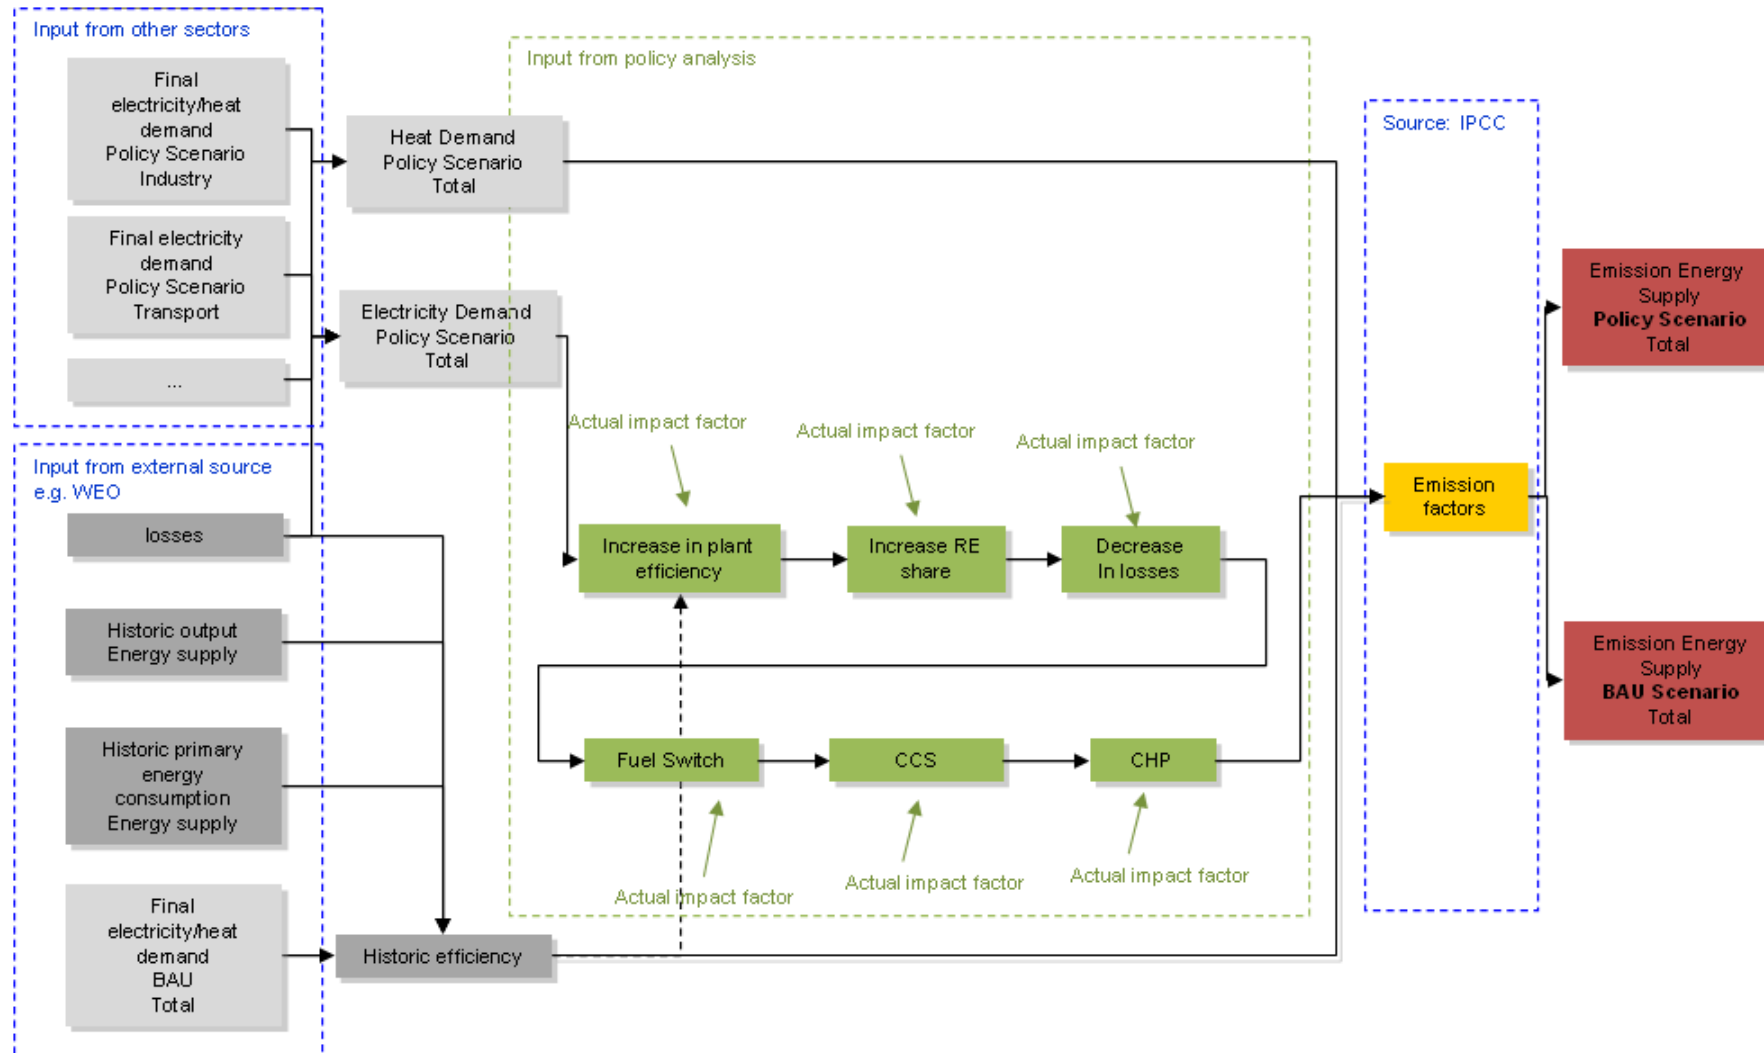 Input from other sectors
Final
electricity/heat
demand
Policy Scenario
Industry
Final electricity
demand
Policy Scenario
Transport
...
Input from external source
e.g. WEO
losses
Historic output
Energy supply
Historic primary
energy
consumption
Energy supply
Final
electricity/heat
demand
BAU
Total
Heat Demand
Policy Scenario
Total
Electricity Demand
Policy Scenario
Total
Historic efficiency
Input from policy analysis
Actual impact factor
Actual impact factor
Actual impact factor
Increase in plant
efficiency
Increase RE
share
Decrease
In losses
Fuel Switch
CCS
CHP
Actual impact factor
Actual impact factor
Actual impact factor
Source: IPCC
Emission
factors
Emission Energy
Supply
Policy Scenario
Total
Emission Energy
Supply
BAU Scenario
Total